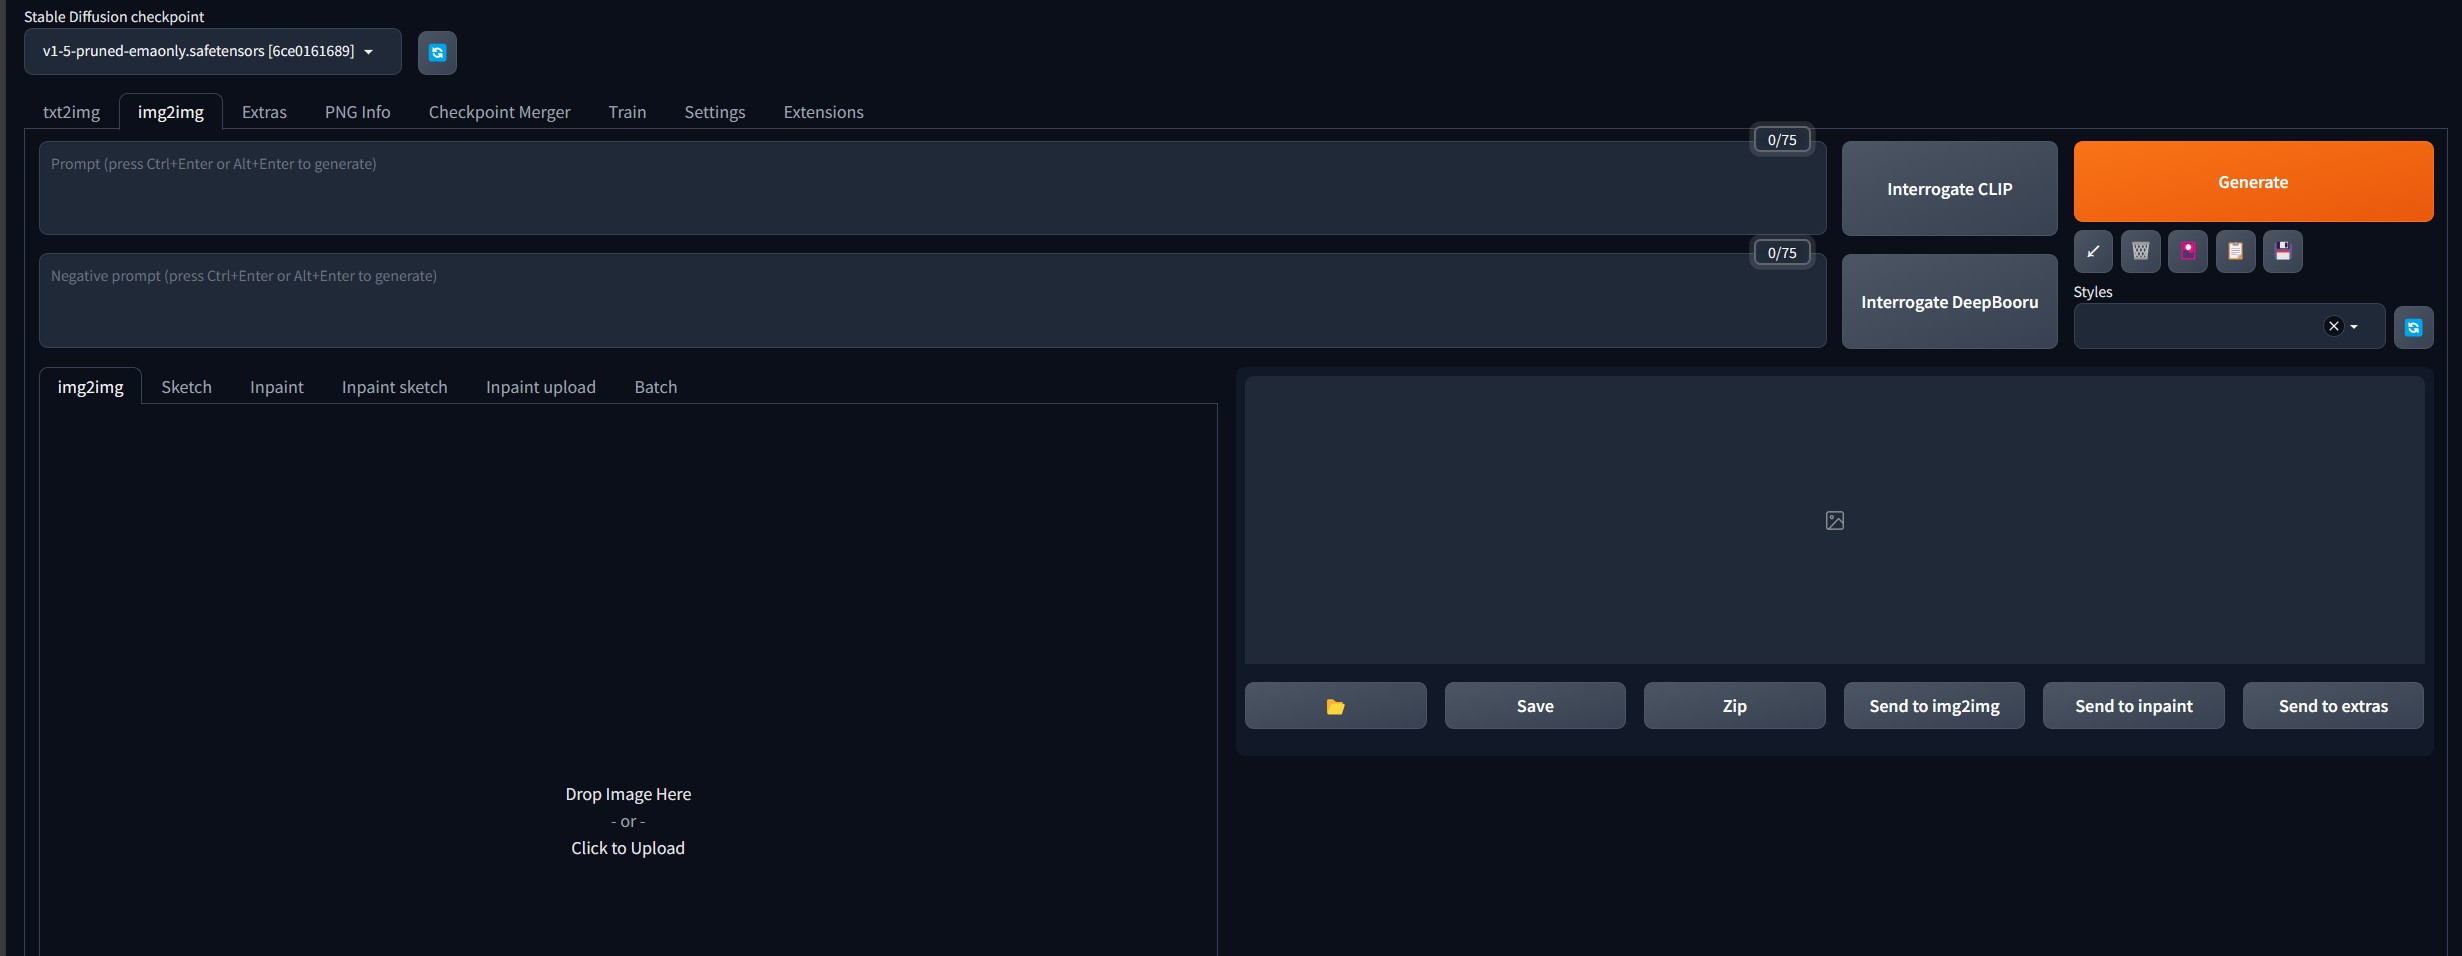 Stable Diffusion checkpoint
v1-5-pruned-emaonly.safetensors [6ce0161689]
txt2img img2img Extras PNG Info Checkpoint Merger Train Settings Extensions
Prompt (press Ctrl+Enter or Alt+Enter to generate)
0/75
Interrogate CLIP
Generate
Negative prompt (press Ctrl+Enter or Alt+Enter to generate)
0/75
Interrogate DeepBooru
Styles
img2img Sketch Inpaint Inpaint sketch Inpaint upload Batch
Drop Image Here
- or -
Click to Upload
Save Zip Send to img2img Send to inpaint Send to extras